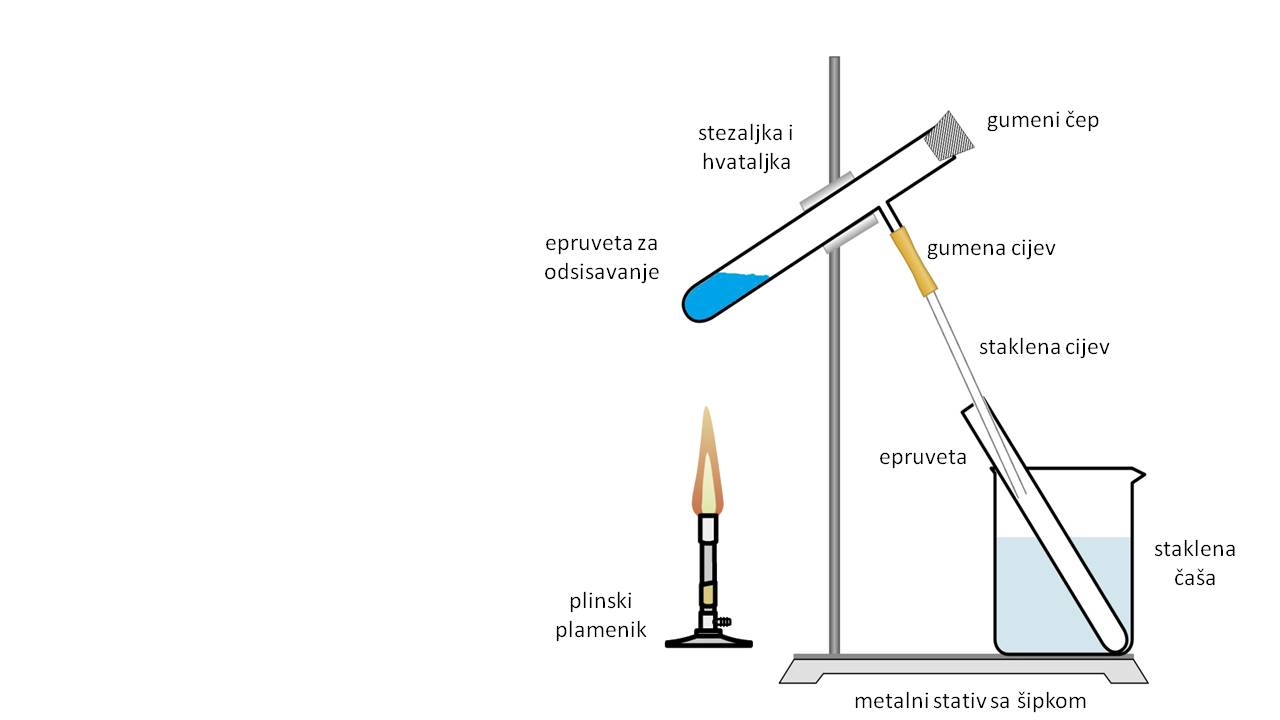 gumeni čep
stezaljka i
hvataljka
epruveta za
odsisavanje
gumena cijev
staklena cijev
epruveta
staklena
čaša
plinski
plamenik
metalni stativ sa šipkom